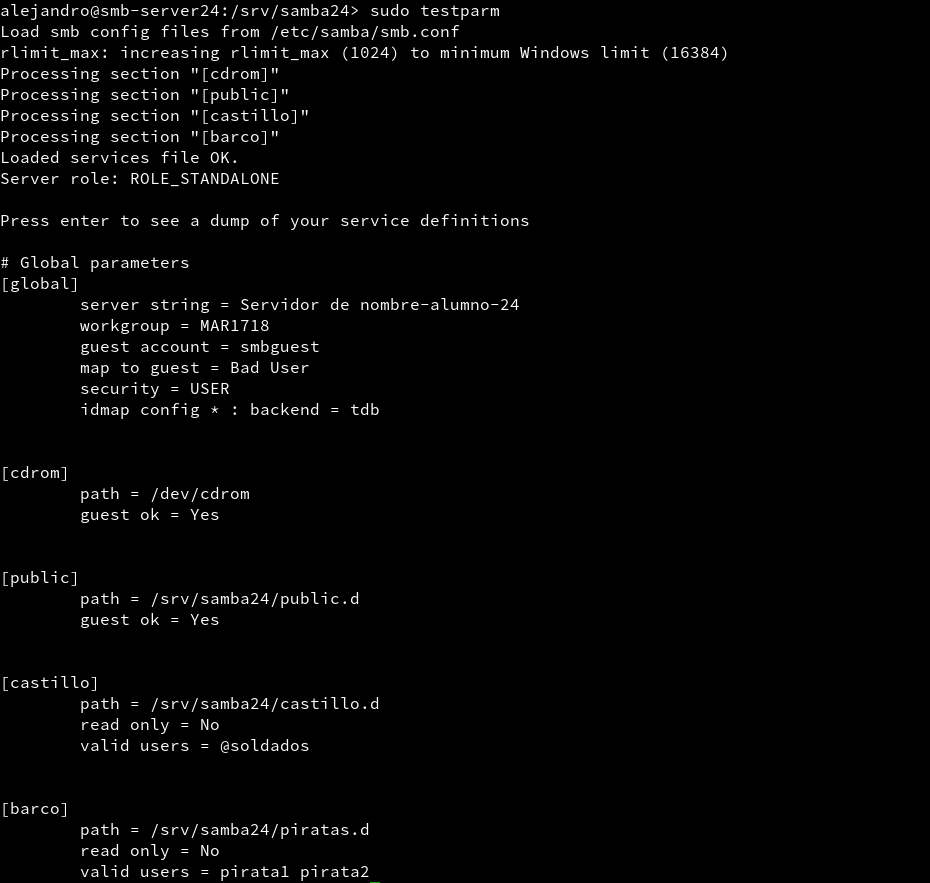 alejandro@smb-server24:/srv/samba24> sudo testparm
Load smb config files from /etc/samba/smb.conf
rlimit_max: increasing rlimit_max (1024) to minimum Windows limit (16384)
Processing section "[cdrom]"
Processing section "[public]"
Processing section "[castillo]"
Processing section "[barco]"
Loaded services file OK.
Server role: ROLE_STANDALONE
Press enter to see a dump of your service definitions
# Global parameters
[global]
server string = Servidor de nombre-alumno-24
workgroup = MAR1718
guest account = smbguest
map to guest = Bad User
security = USER
idmap config * : backend = tdb
[cdrom]
path = /dev/cdrom
guest ok = Yes
[public]
path = /srv/samba24/public.d
guest ok = Yes
[castillo]
path = /srv/samba24/castillo.d
read only = No
valid users = @soldados
[barco]
path = /srv/samba24/piratas.d
read only = No
valid users = pirata1 pirata2